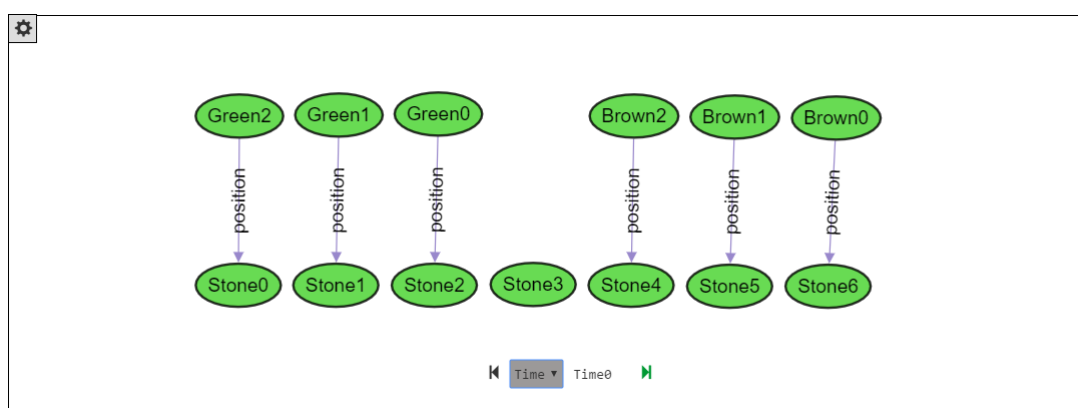 Green2 Green1 Green0 Brown2 Brown1 Brown0
position position position position position position
Stone0 Stone1 Stone2 Stone3 Stone4 Stone5 Stone6
Time ▼ Time0